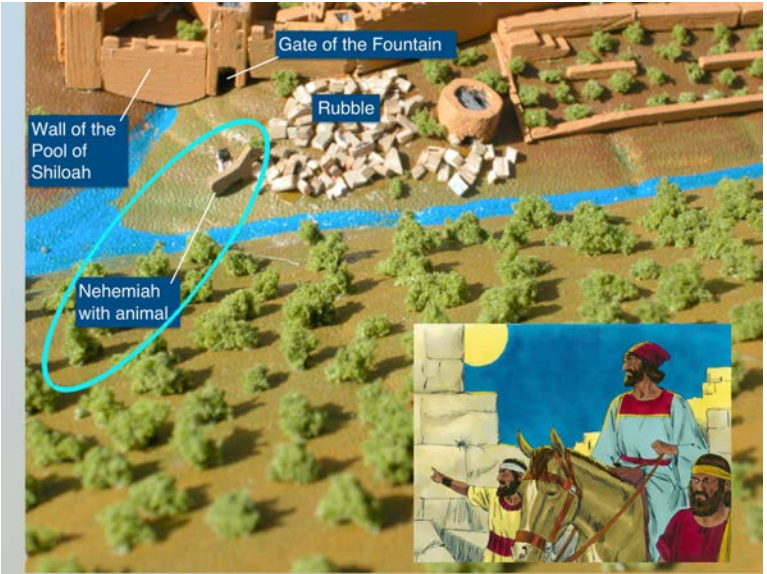 Gate of the Fountain
Rubble
Wall of the
Pool of
Shiloah
Nehemiah
with animal